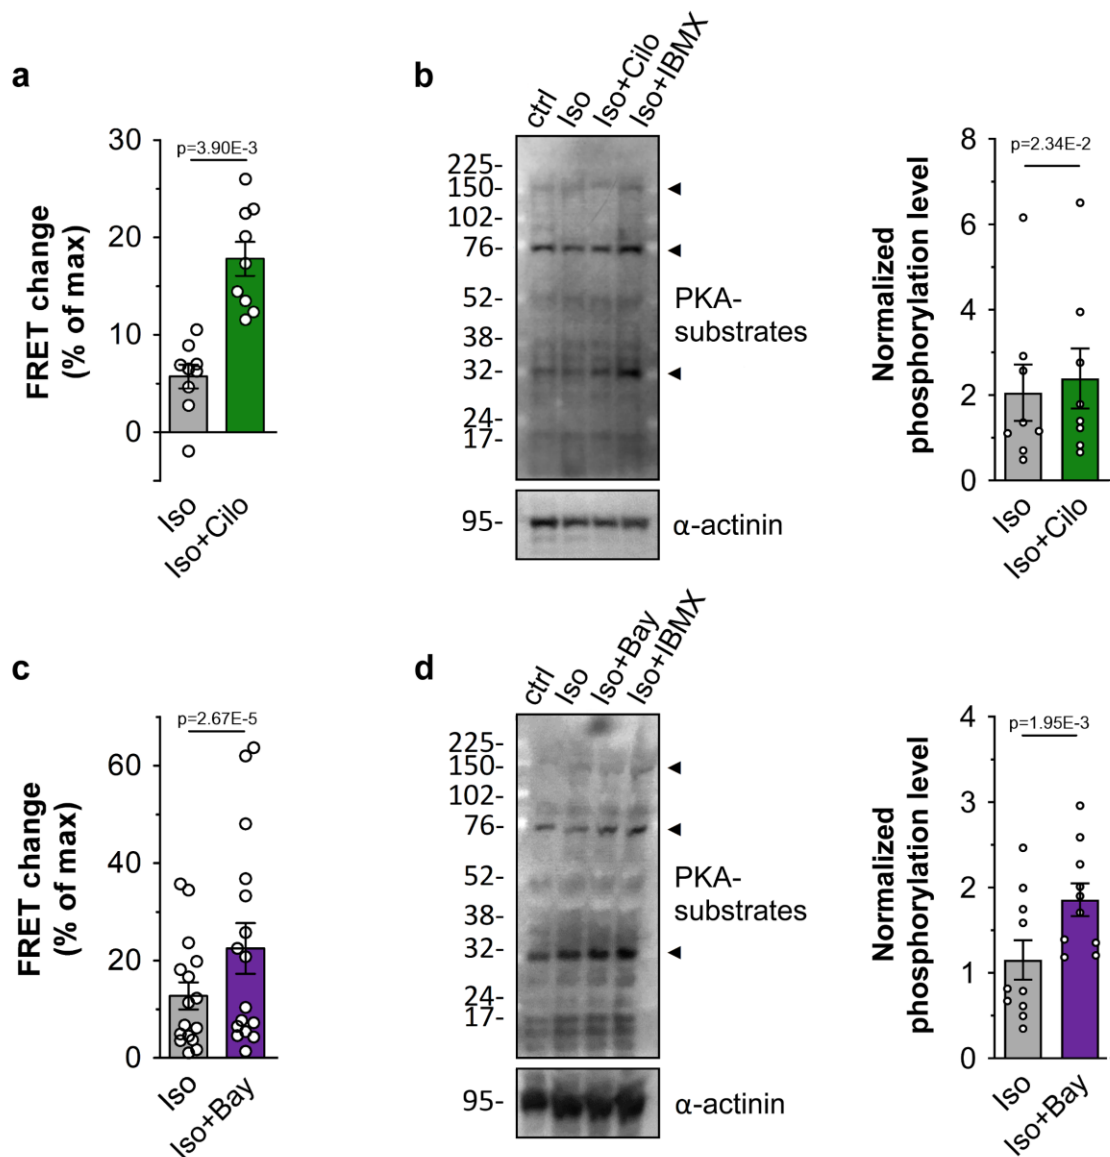 a
FRET change
(% of max)
30
20
10
0
p=3.90E-3
Iso
Iso+Cilo
b
ctrl
Iso
Iso+Cilo
Iso+IBMX
225-
150-
102-
76-
52-
38-
32-
24-
17-
PKA-
substrates
95-
α-actinin
Normalized
phosphorylation level
8
6
4
2
0
p=2.34E-2
Iso
Iso+Cilo
c
FRET change
(% of max)
60
40
20
0
p=2.67E-5
Iso
Iso+Bay
d
ctrl
Iso
Iso+Bay
Iso+IBMX
225-
150-
102-
76-
52-
38-
32-
24-
17-
PKA-
substrates
95-
α-actinin
Normalized
phosphorylation level
4
3
2
1
0
p=1.95E-3
Iso
Iso+Bay